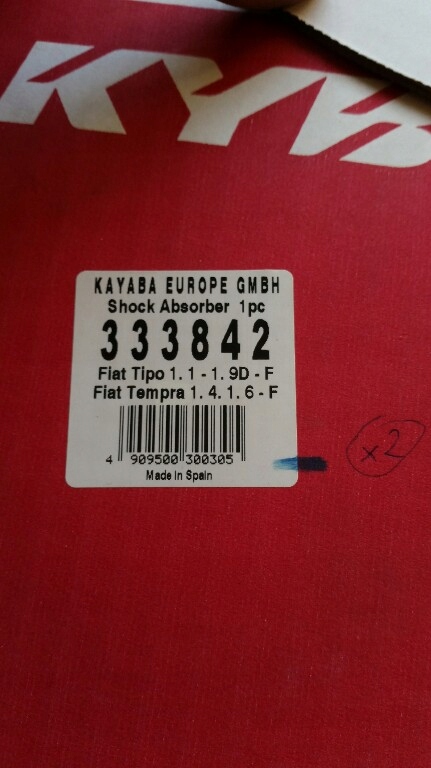 KYB
KAYABA EUROPE GMBH
Shock Absorber 1pc
333842
Fiat Tipo 1. 1 - 1. 9D - F
Fiat Tempra 1. 4. 1. 6 - F
4 909500 300305
Made in Spain
x2